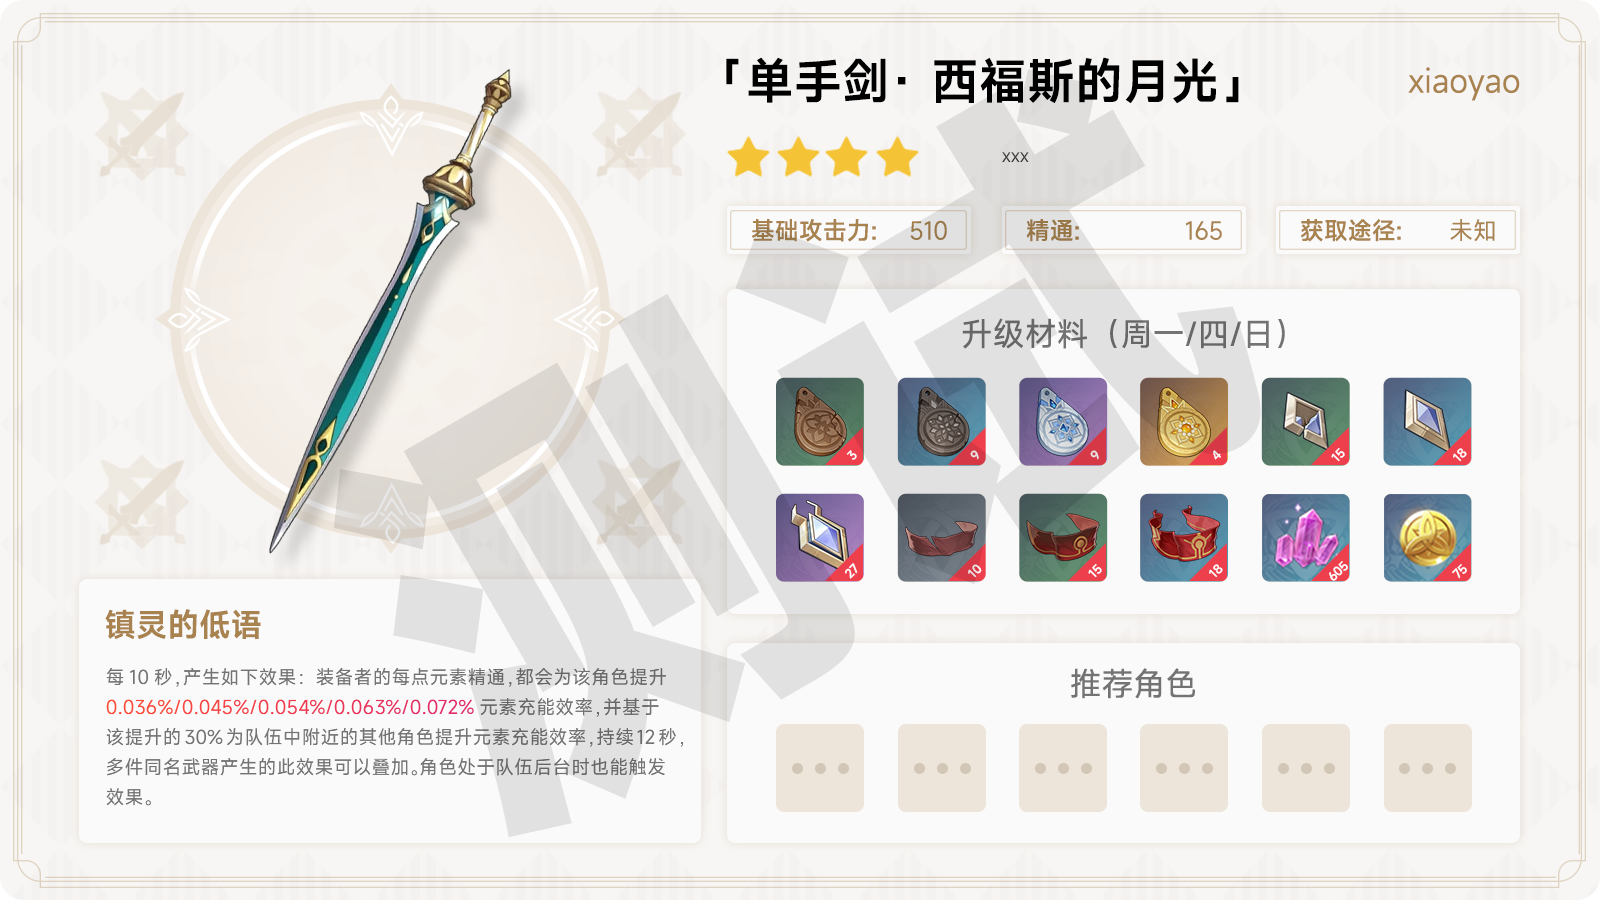 「单手剑· 西福斯的月光」
xiaoyao
xxx
基础攻击力: 510
精通: 165
获取途径: 未知
升级材料（周一/四/日）
3
9
9
4
15
18
27
10
15
18
605
75
镇灵的低语
每10秒,产生如下效果：装备者的每点元素精通,都会为该角色提升
0.036%/0.045%/0.054%/0.063%/0.072%元素充能效率,并基于
该提升的30%为队伍中附近的其他角色提升元素充能效率,持续12秒,
多件同名武器产生的此效果可以叠加。角色处于队伍后台时也能触发
效果。
推荐角色
测试